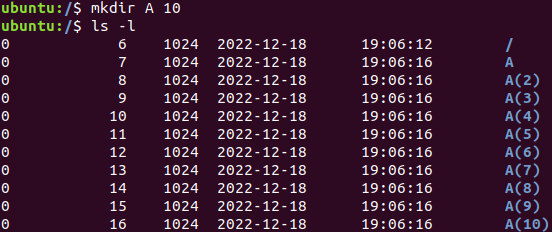 ubuntu:/$ mkdir A 10
ubuntu:/$ ls -l
0 6 1024 2022-12-18 19:06:12 /
0 7 1024 2022-12-18 19:06:16 A
0 8 1024 2022-12-18 19:06:16 A(2)
0 9 1024 2022-12-18 19:06:16 A(3)
0 10 1024 2022-12-18 19:06:16 A(4)
0 11 1024 2022-12-18 19:06:16 A(5)
0 12 1024 2022-12-18 19:06:16 A(6)
0 13 1024 2022-12-18 19:06:16 A(7)
0 14 1024 2022-12-18 19:06:16 A(8)
0 15 1024 2022-12-18 19:06:16 A(9)
0 16 1024 2022-12-18 19:06:16 A(10)